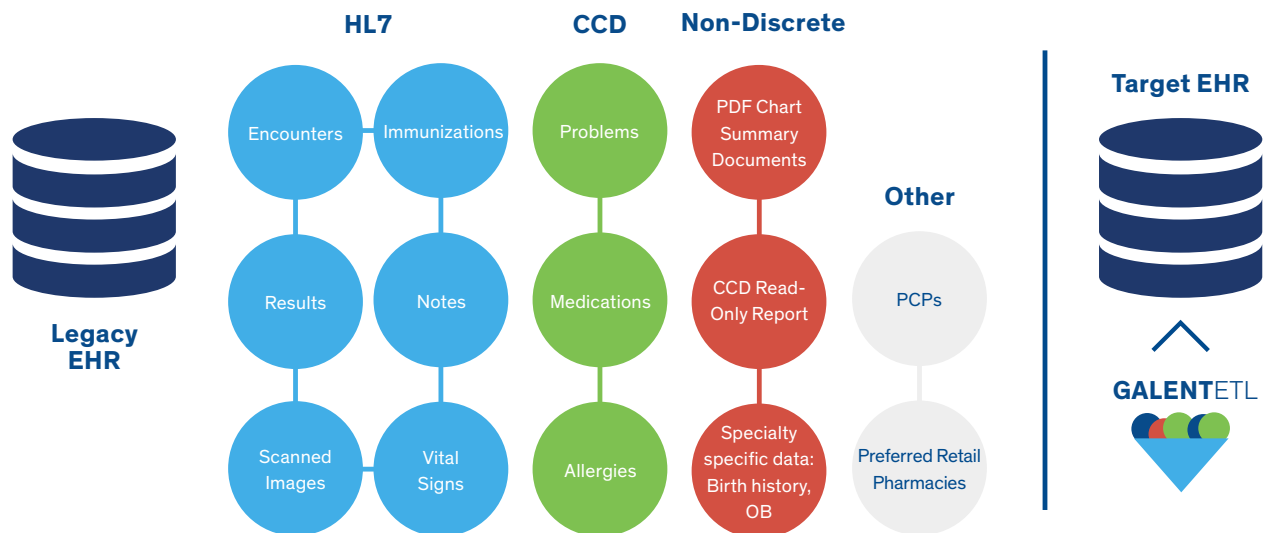 HL7
CCD
Non-Discrete
Target EHR
Legacy
EHR
Encounters
Immunizations
Results
Notes
Scanned
Images
Vital
Signs
Problems
Medications
Allergies
PDF Chart
Summary
Documents
CCD Read-
Only Report
Specialty
specific data:
Birth history,
OB
Other
PCPs
Preferred Retail
Pharmacies
GALENTETL